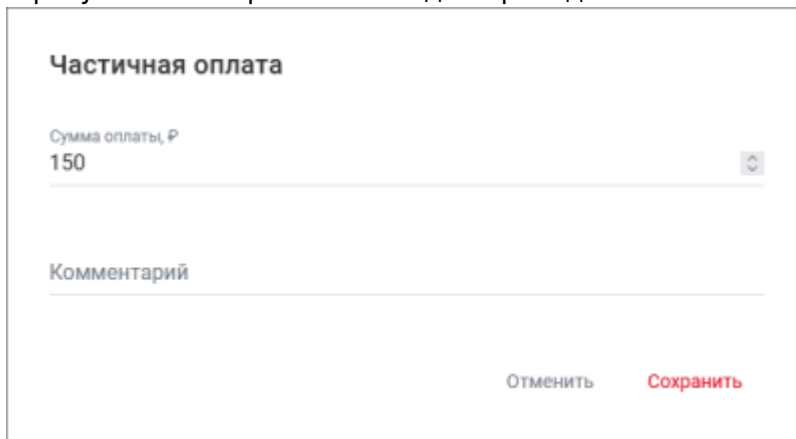 Частичная оплата
Сумма оплаты, ₽
150
Комментарий
Отменить Сохранить